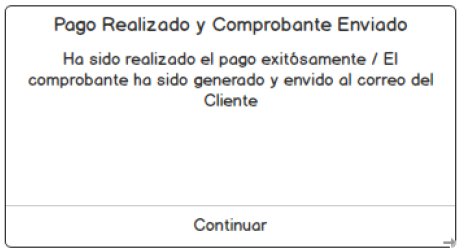 Pago Realizado y Comprobante Enviado
Ha sido realizado el pago exitósamente / El
comprobante ha sido generado y envido al correo del
Cliente
Continuar